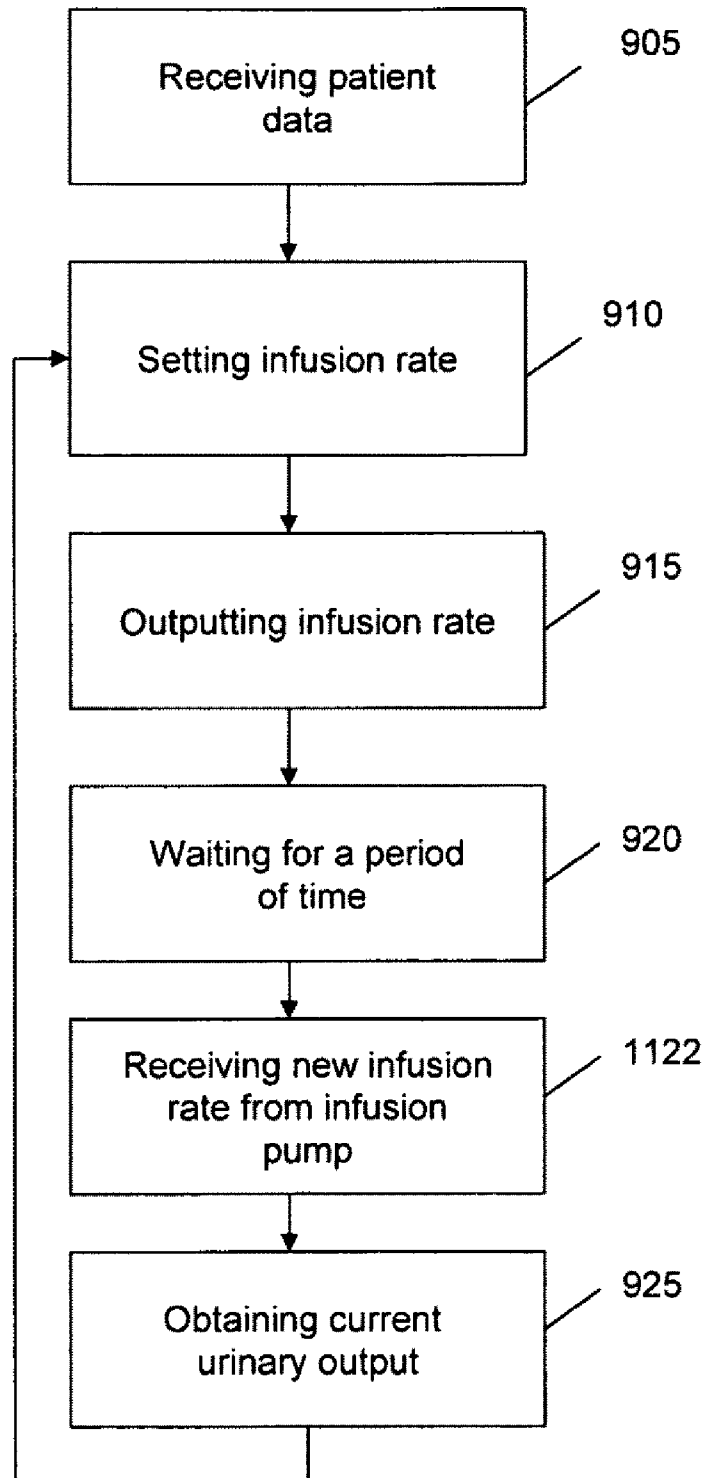 905
Receiving patient
data
910
Setting infusion rate
915
Outputting infusion rate
920
Waiting for a period
of time
1122
Receiving new infusion
rate from infusion
pump
925
Obtaining current
urinary output